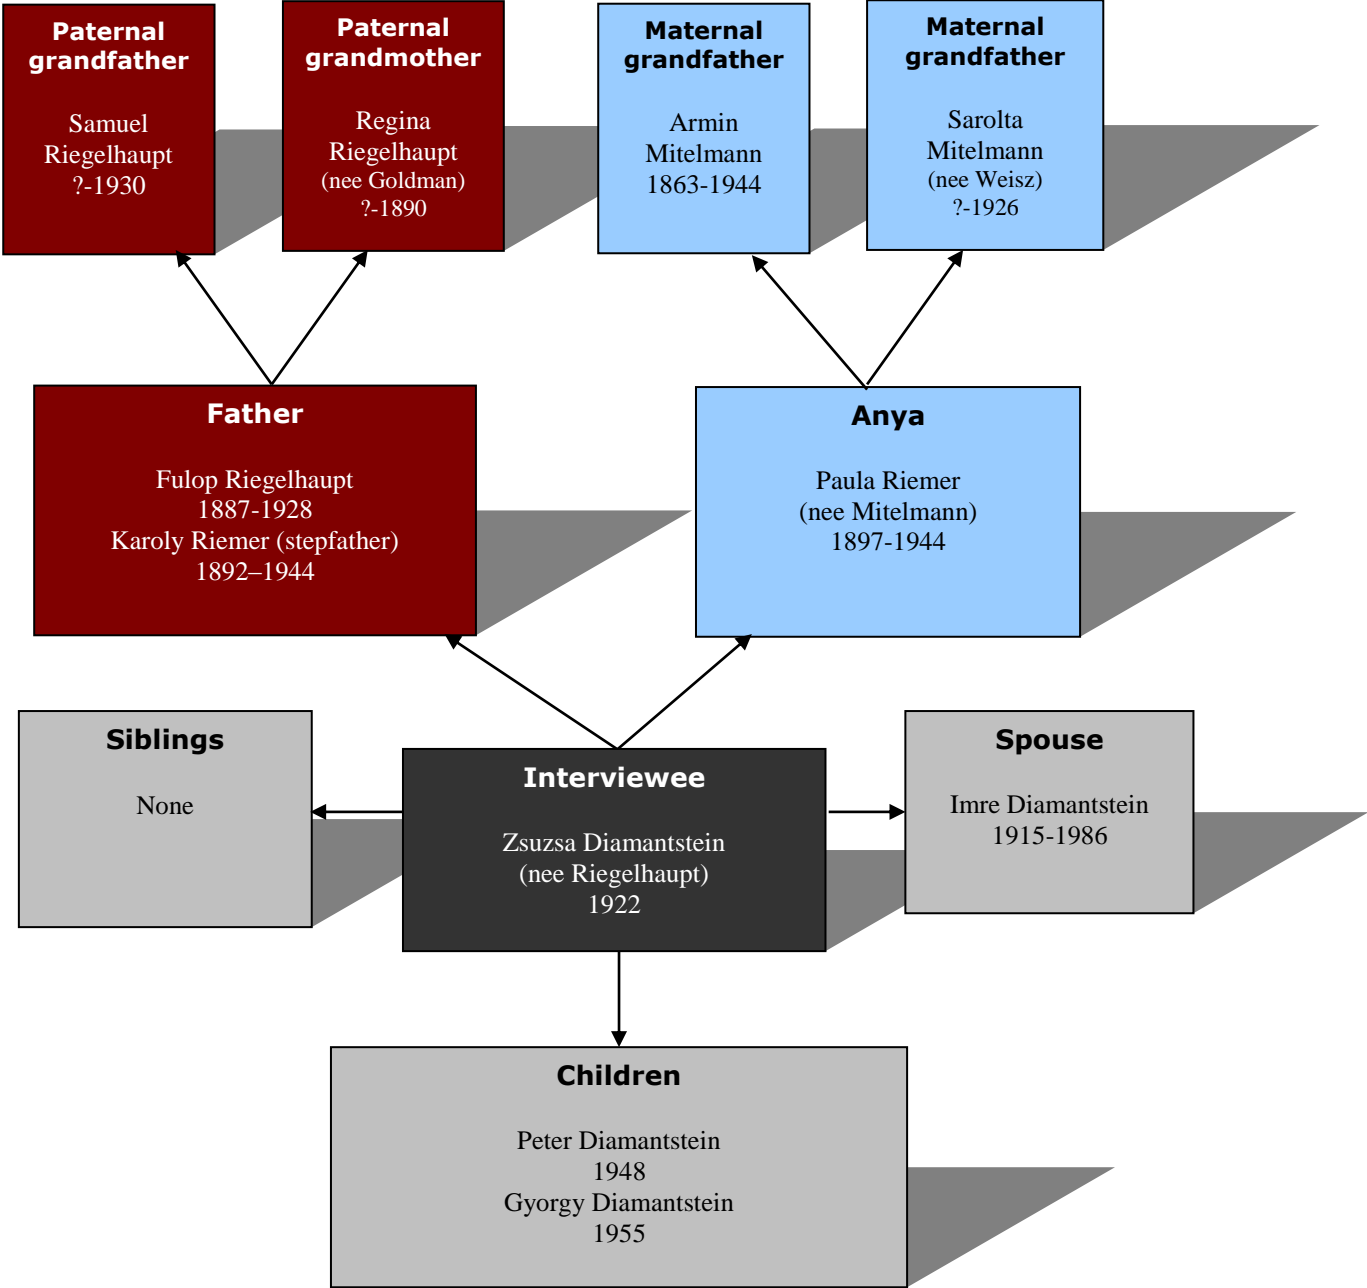 Paternal
grandfather
Samuel
Riegelhaupt
?-1930
Paternal
grandmother
Regina
Riegelhaupt
(nee Goldman)
?-1890
Maternal
grandfather
Armin
Mitelmann
1863-1944
Maternal
grandfather
Sarolta
Mitelmann
(nee Weisz)
?-1926
Father
Fulop Riegelhaupt
1887-1928
Karoly Riemer (stepfather)
1892–1944
Anya
Paula Riemer
(nee Mitelmann)
1897-1944
Siblings
None
Interviewee
Zsuzsa Diamantstein
(nee Riegelhaupt)
1922
Spouse
Imre Diamantstein
1915-1986
Children
Peter Diamantstein
1948
Gyorgy Diamantstein
1955